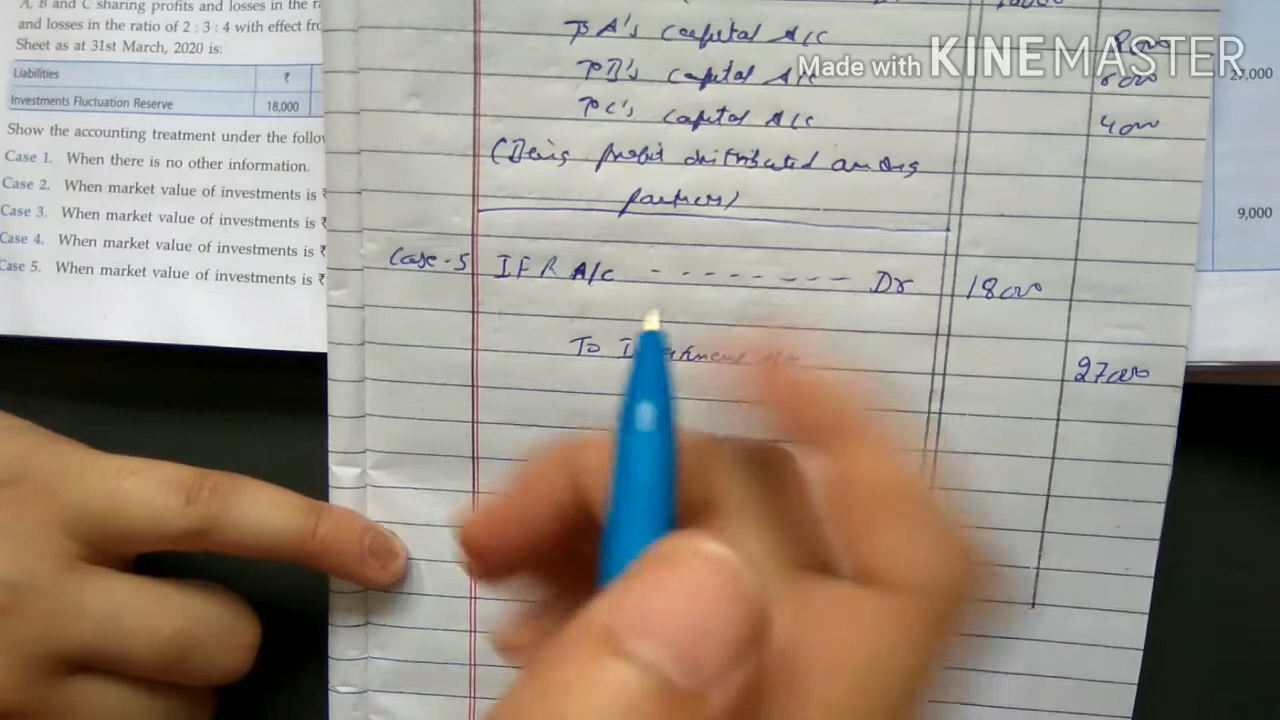 A, B and C sharing profits and losses in the
and losses in the ratio of 2 : 3 : 4 with effect
Sheet as at 31st March, 2020 is:
Liabilities ₹
Investments Fluctuation Reserve 18,000
Show the accounting treatment under the
Case 1. When there is no other information.
Case 2. When market value of investments is ₹
Case 3. When market value of investments is ₹
Case 4. When market value of investments is ₹
Case 5. When market value of investments is ₹
To A's Capital A/c 8000
To B's Capital A/c 6000
To C's Capital A/c 4000
(Being profit distributed among
partners)
Case-5 IFR A/c - - - - - - - - Dr 18000
To 27000
Made with KINEMASTER
27,000
9,000